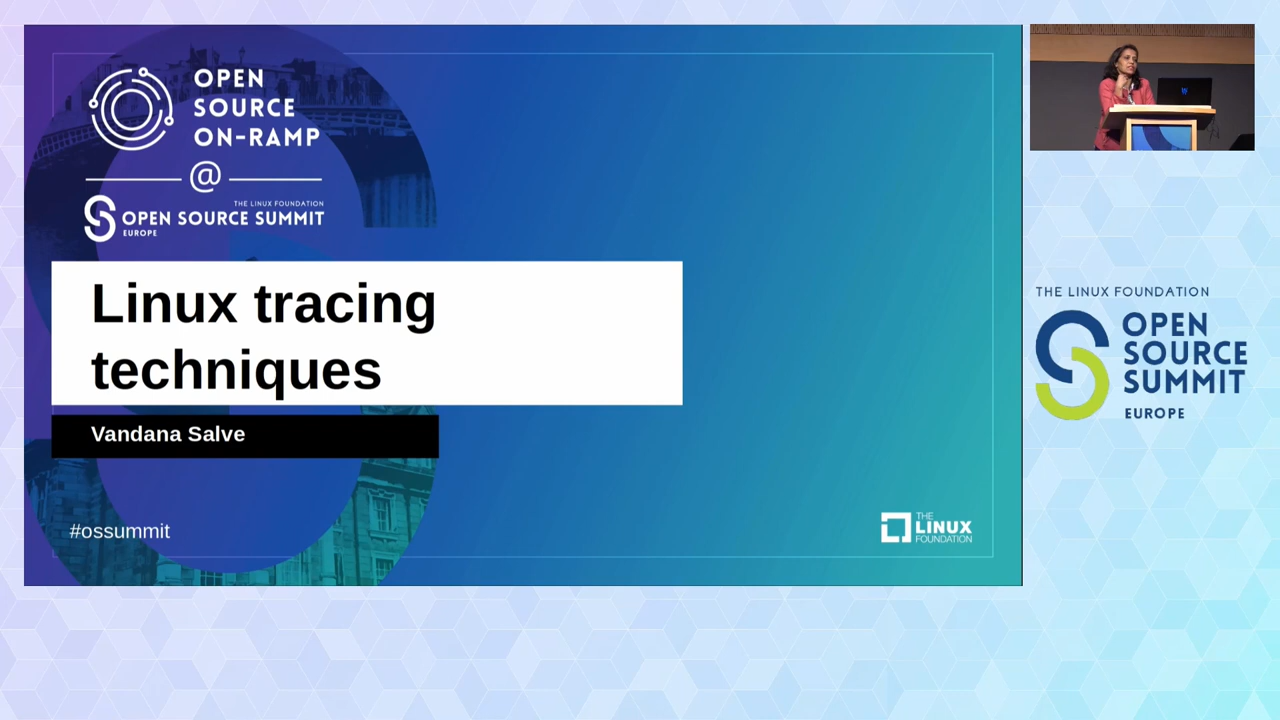 OPEN
SOURCE
ON-RAMP
@
THE LINUX FOUNDATION
OPEN SOURCE SUMMIT
EUROPE
Linux tracing
techniques
Vandana Salve
#ossummit
THE
LINUX
FOUNDATION
THE LINUX FOUNDATION
OPEN
SOURCE
SUMMIT
EUROPE